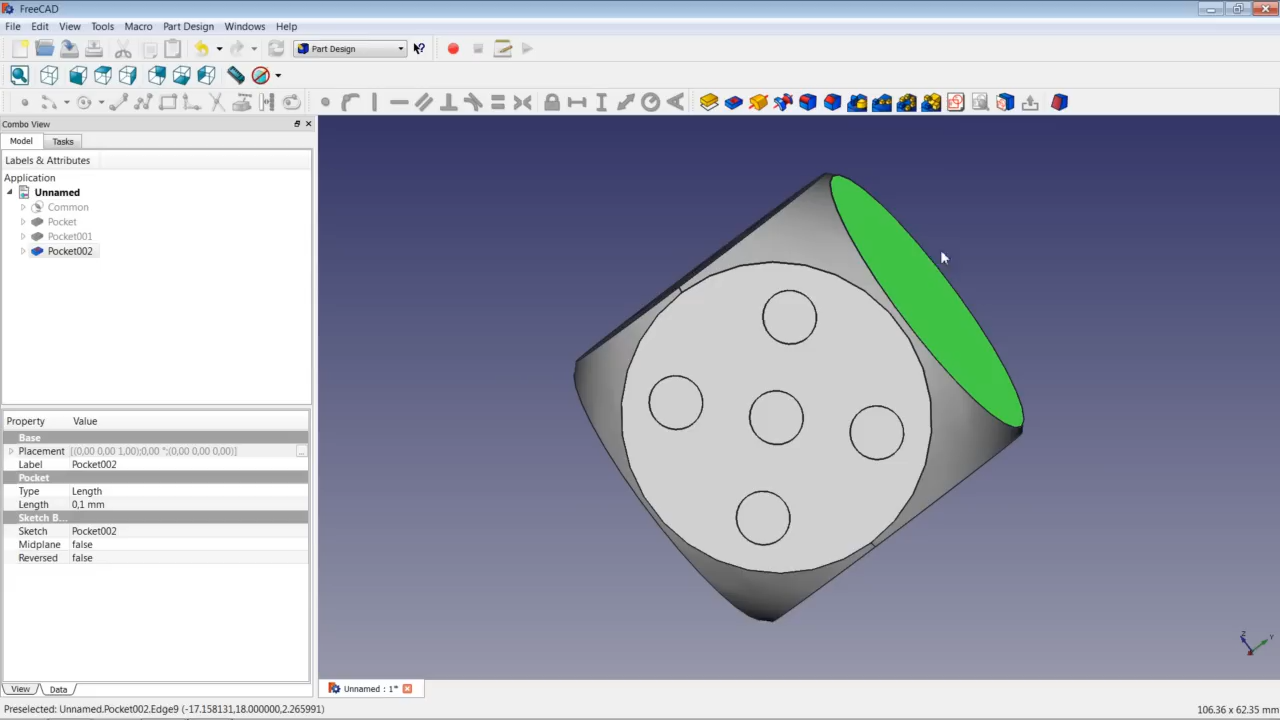 FreeCAD
File Edit View Tools Macro Part Design Windows Help
Part Design
Combo View
Model Tasks
Labels & Attributes
Application
Unnamed
Common
Pocket
Pocket001
Pocket002
Property Value
Base
Placement [(0,00 0,00 1,00);0,00 °;(0,00 0,00 0,00)] ...
Label Pocket002
Pocket
Type Length
Length 0,1 mm
Sketch B...
Sketch Pocket002
Midplane false
Reversed false
Z Y
View Data
Unnamed : 1*
Preselected: Unnamed.Pocket002.Edge9 (-17.158131,18.000000,2.265991)
106.36 x 62.35 mm